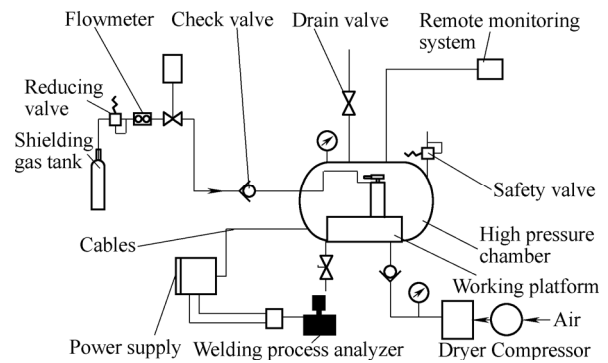 Flowmeter Check valve Drain valve Remote monitoring
system
Reducing
valve
Shielding
gas tank
Safety valve
Cables
High pressure
chamber
Working platform
Air
Power supply Welding process analyzer Dryer Compressor